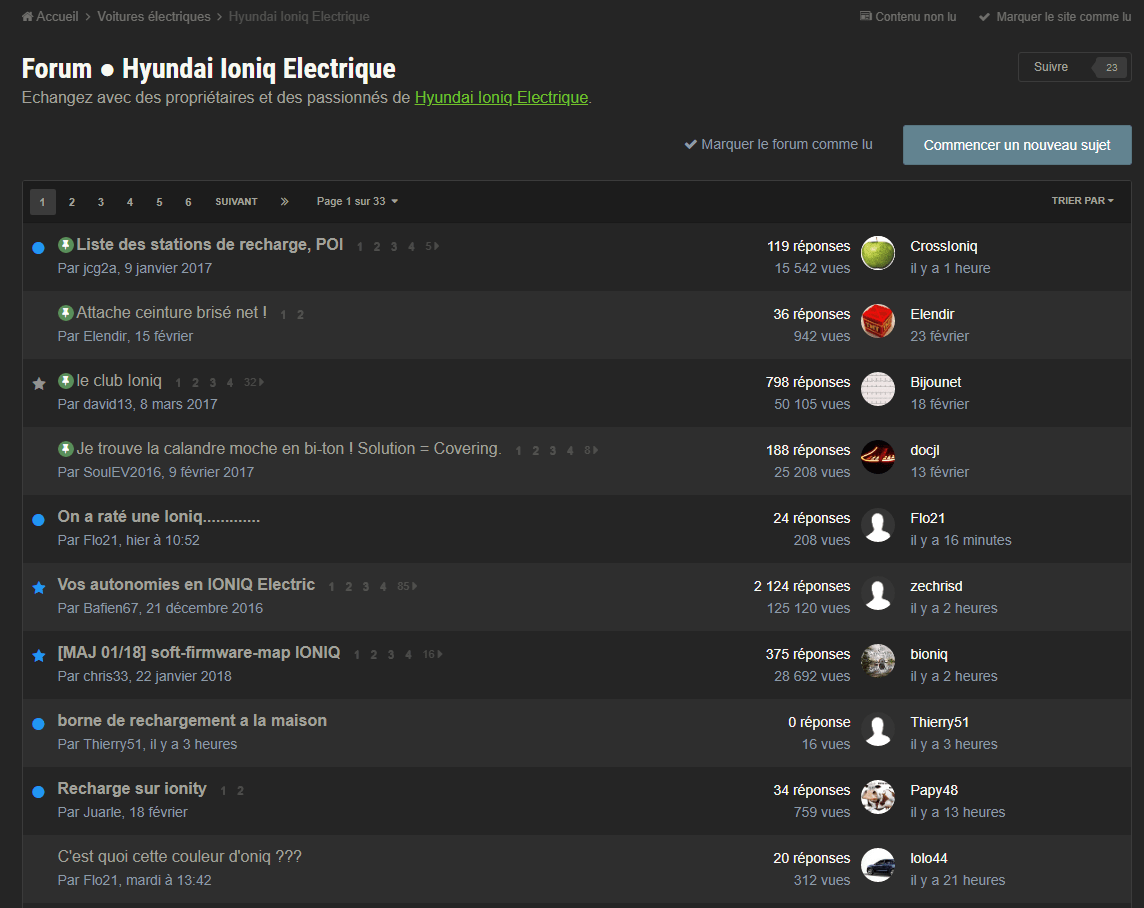 Accueil > Voitures électriques > Hyundai Ioniq Electrique
Contenu non lu
Marquer le site comme lu
Forum ● Hyundai Ioniq Electrique
Suivre 23
Echangez avec des propriétaires et des passionnés de Hyundai Ioniq Electrique.
Marquer le forum comme lu
Commencer un nouveau sujet
1 2 3 4 5 6 SUIVANT » Page 1 sur 33
TRIER PAR
Liste des stations de recharge, POI 1 2 3 4 5
Par jcg2a, 9 janvier 2017
119 réponses
15 542 vues
CrossIoniq
il y a 1 heure
Attache ceinture brisé net ! 1 2
Par Elendir, 15 février
36 réponses
942 vues
Elendir
23 février
le club Ioniq 1 2 3 4 32
Par david13, 8 mars 2017
798 réponses
50 105 vues
Bijounet
18 février
Je trouve la calandre moche en bi-ton ! Solution = Covering. 1 2 3 4 8
Par SoulEV2016, 9 février 2017
188 réponses
25 208 vues
docjl
13 février
On a raté une Ioniq.............
Par Flo21, hier à 10:52
24 réponses
208 vues
Flo21
il y a 16 minutes
Vos autonomies en IONIQ Electric 1 2 3 4 85
Par Bafien67, 21 décembre 2016
2 124 réponses
125 120 vues
zechrisd
il y a 2 heures
[MAJ 01/18] soft-firmware-map IONIQ 1 2 3 4 16
Par chris33, 22 janvier 2018
375 réponses
28 692 vues
bioniq
il y a 2 heures
borne de rechargement a la maison
Par Thierry51, il y a 3 heures
0 réponse
16 vues
Thierry51
il y a 3 heures
Recharge sur ionity 1 2
Par Juarle, 18 février
34 réponses
759 vues
Papy48
il y a 13 heures
C'est quoi cette couleur d'oniq ???
Par Flo21, mardi à 13:42
20 réponses
312 vues
lolo44
il y a 21 heures